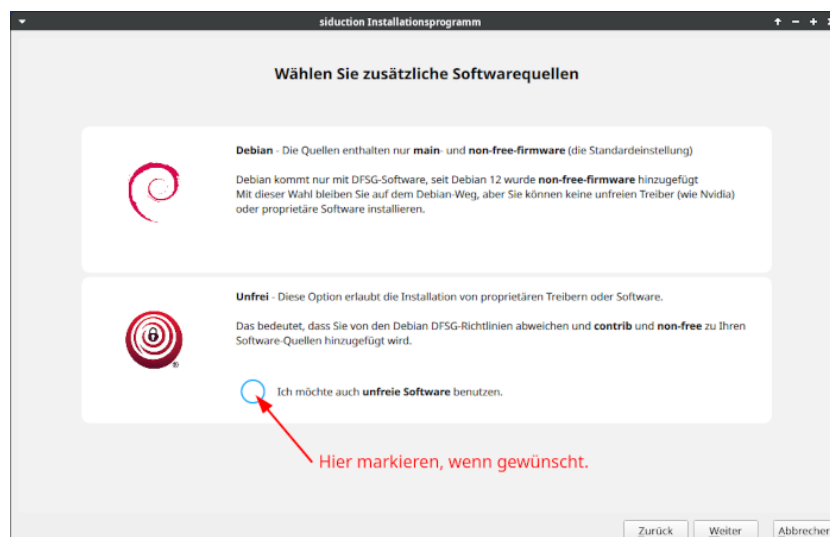 siduction Installationsprogramm
Wählen Sie zusätzliche Softwarequellen
Debian - Die Quellen enthalten nur main- und non-free-firmware (die Standardeinstellung)
Debian kommt nur mit DFSG-Software, seit Debian 12 wurde non-free-firmware hinzugefügt
Mit dieser Wahl bleiben Sie auf dem Debian-Weg, aber Sie können keine unfreien Treiber (wie Nvidia)
oder proprietäre Software installieren.
Unfrei - Diese Option erlaubt die Installation von proprietären Treibern oder Software.
Das bedeutet, dass Sie von den Debian DFSG-Richtlinien abweichen und contrib und non-free zu Ihren
Software-Quellen hinzugefügt wird.
®
Ich möchte auch unfreie Software benutzen.
Hier markieren, wenn gewünscht.
Zurück Weiter Abbrechen